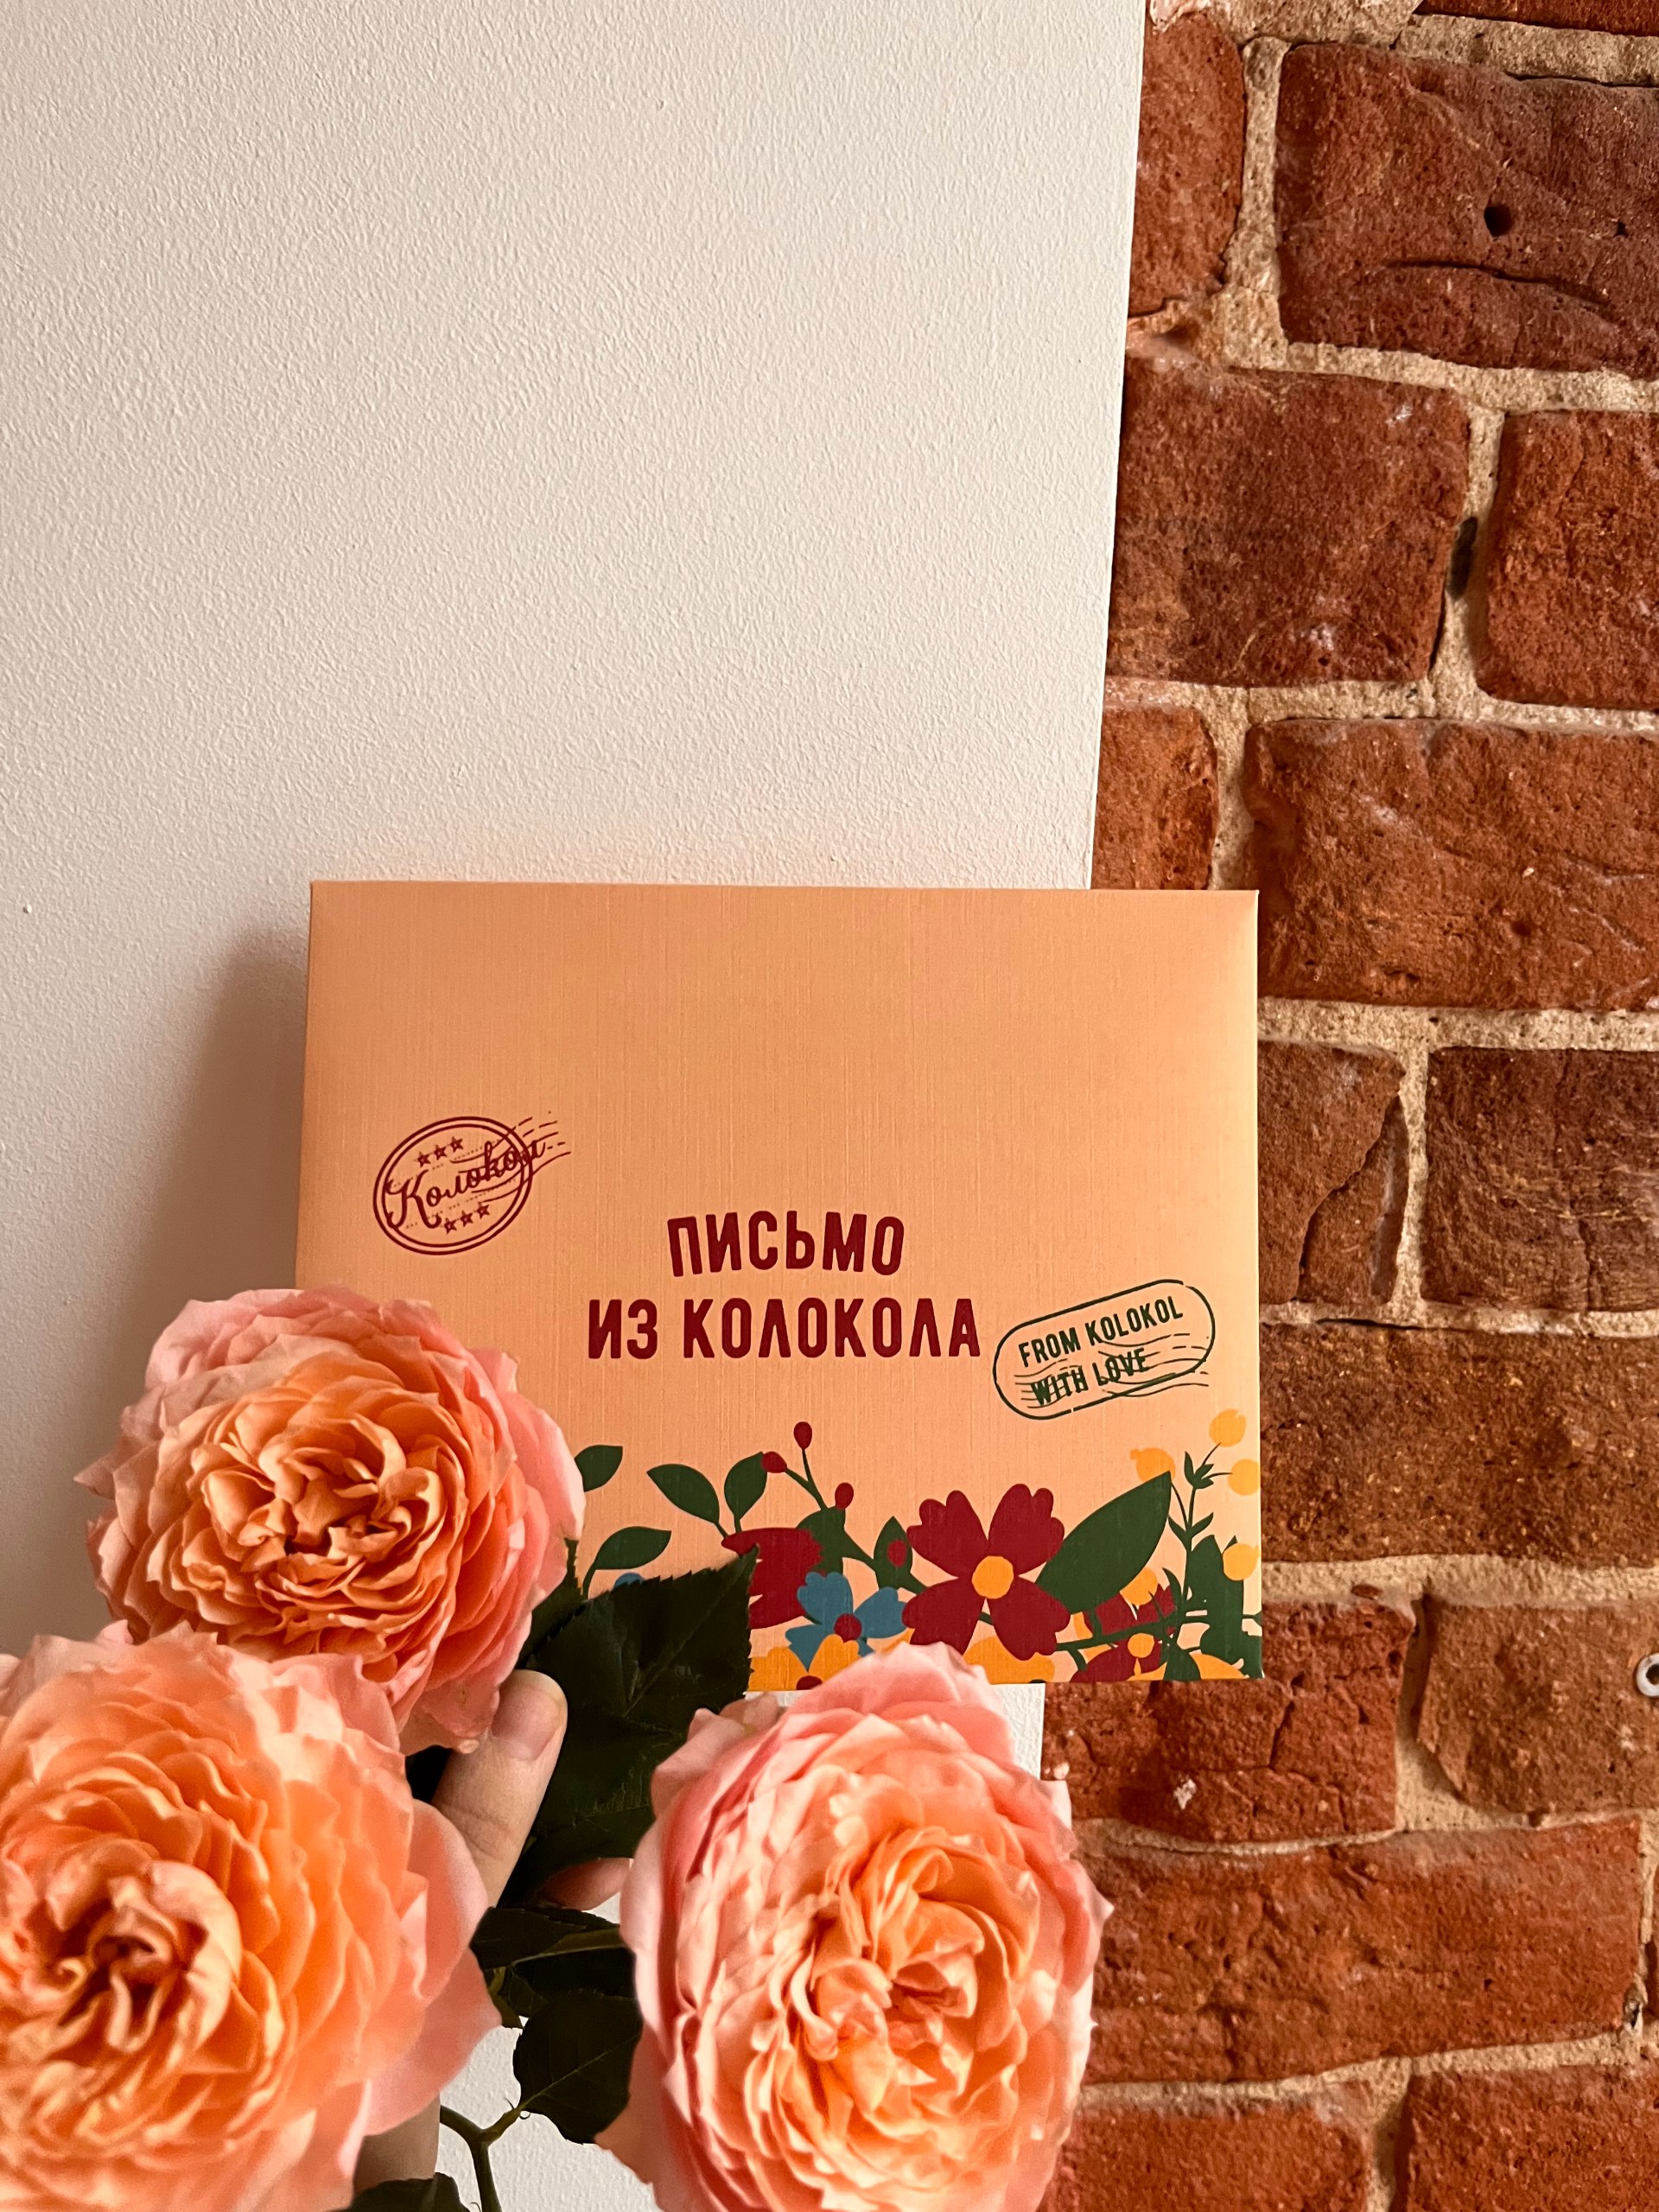 Колокол
ПИСЬМО
ИЗ КОЛОКОЛА
FROM KOLOKOL
WITH LOVE